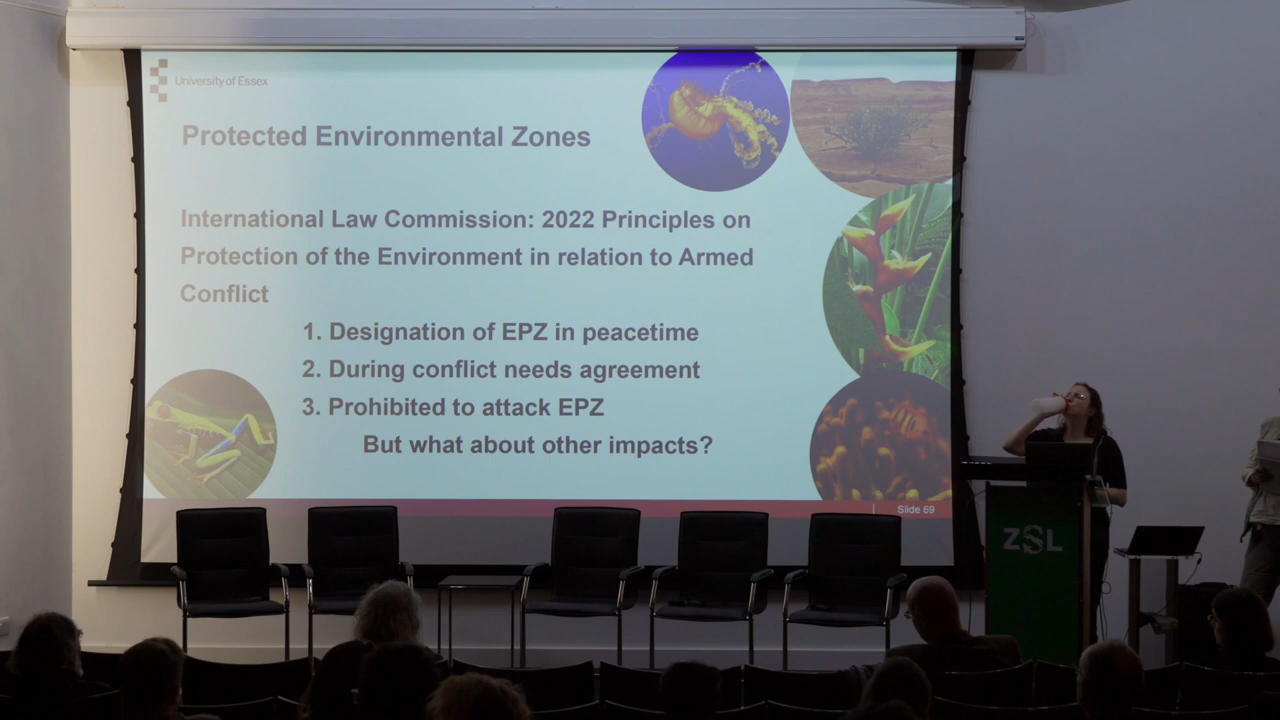 University of Essex
Protected Environmental Zones
International Law Commission: 2022 Principles on
Protection of the Environment in relation to Armed
Conflict
1. Designation of EPZ in peacetime
2. During conflict needs agreement
3. Prohibited to attack EPZ
But what about other impacts?
Slide 69
ZSL